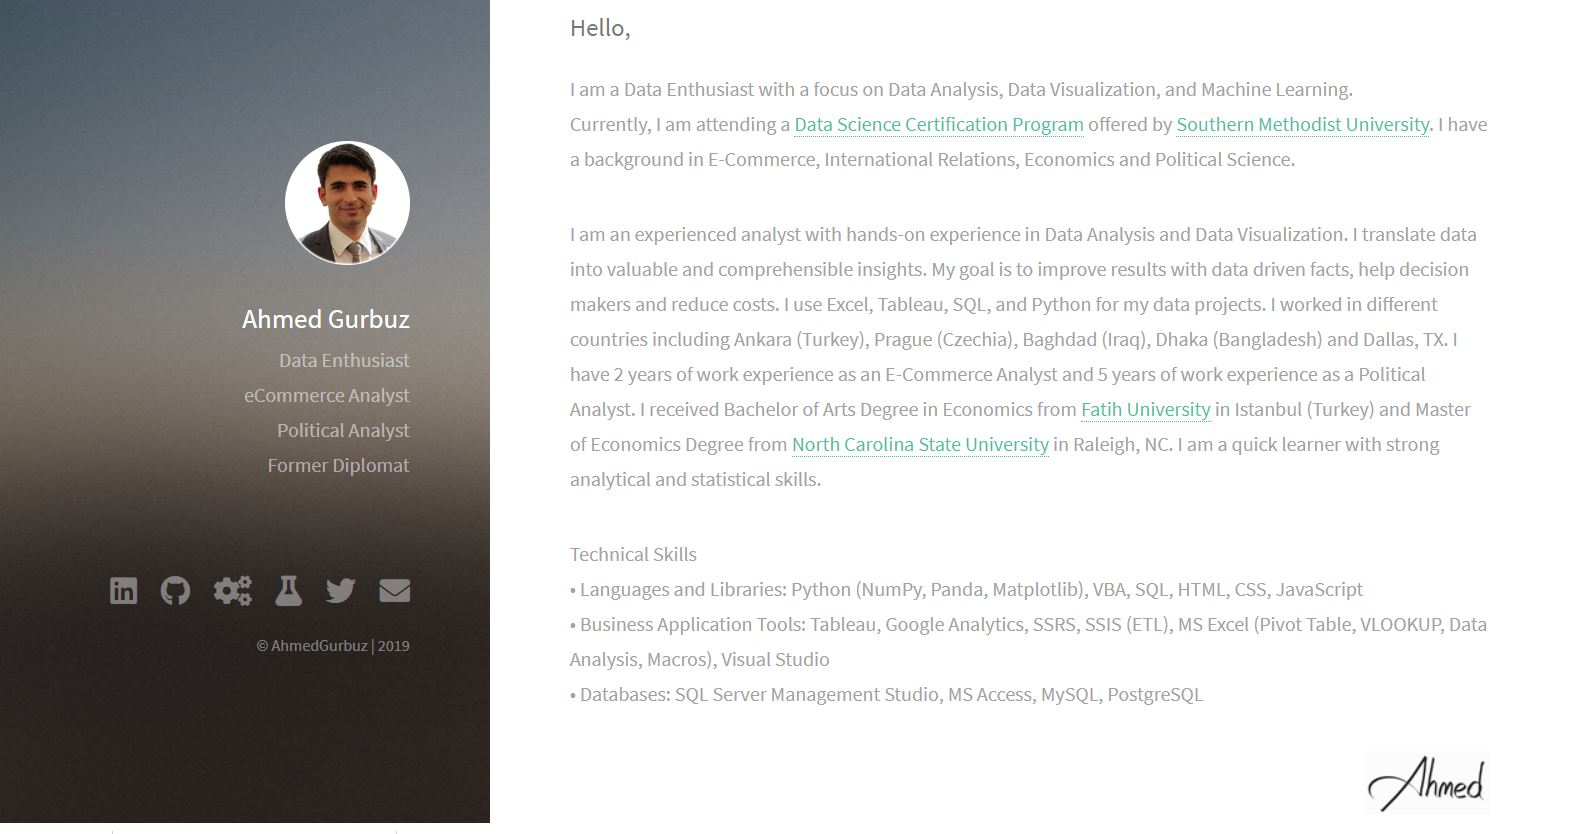 Ahmed Gurbuz
Data Enthusiast
eCommerce Analyst
Political Analyst
Former Diplomat
© AhmedGurbuz | 2019
Hello,
I am a Data Enthusiast with a focus on Data Analysis, Data Visualization, and Machine Learning.
Currently, I am attending a Data Science Certification Program offered by Southern Methodist University. I have
a background in E-Commerce, International Relations, Economics and Political Science.
I am an experienced analyst with hands-on experience in Data Analysis and Data Visualization. I translate data
into valuable and comprehensible insights. My goal is to improve results with data driven facts, help decision
makers and reduce costs. I use Excel, Tableau, SQL, and Python for my data projects. I worked in different
countries including Ankara (Turkey), Prague (Czechia), Baghdad (Iraq), Dhaka (Bangladesh) and Dallas, TX. I
have 2 years of work experience as an E-Commerce Analyst and 5 years of work experience as a Political
Analyst. I received Bachelor of Arts Degree in Economics from Fatih University in Istanbul (Turkey) and Master
of Economics Degree from North Carolina State University in Raleigh, NC. I am a quick learner with strong
analytical and statistical skills.
Technical Skills
• Languages and Libraries: Python (NumPy, Panda, Matplotlib), VBA, SQL, HTML, CSS, JavaScript
• Business Application Tools: Tableau, Google Analytics, SSRS, SSIS (ETL), MS Excel (Pivot Table, VLOOKUP, Data
Analysis, Macros), Visual Studio
• Databases: SQL Server Management Studio, MS Access, MySQL, PostgreSQL
Ahmed